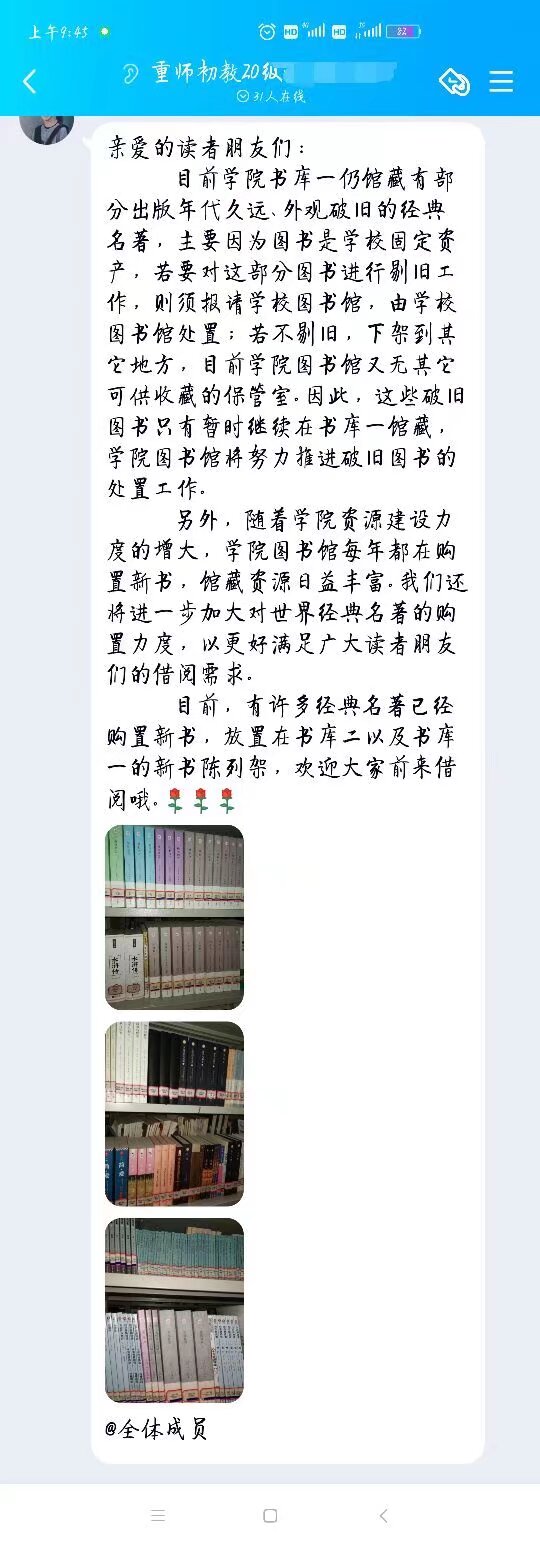 上午9:45
HD
HD
82
重师初教20级
31人在线
亲爱的读者朋友们：
目前学院书库一仍馆藏有部
分出版年代久远、外观破旧的经典
名著，主要因为图书是学校固定资
产，若要对这部分图书进行剔旧工
作，则须报请学校图书馆，由学校
图书馆处置；若不剔旧，下架到其
它地方，目前学院图书馆又无其它
可供收藏的保管室。因此，这些破旧
图书只有暂时继续在书库一馆藏，
学院图书馆将努力推进破旧图书的
处置工作。
另外，随着学院资源建设力
度的增大，学院图书馆每年都在购
置新书，馆藏资源日益丰富。我们还
将进一步加大对世界经典名著的购
置力度，以更好满足广大读者朋友
们的借阅需求。
目前，有许多经典名著已经
购置新书，放置在书库二以及书库
一的新书陈列架，欢迎大家前来借
阅哦。
水浒传
水浒传
简爱
@全体成员